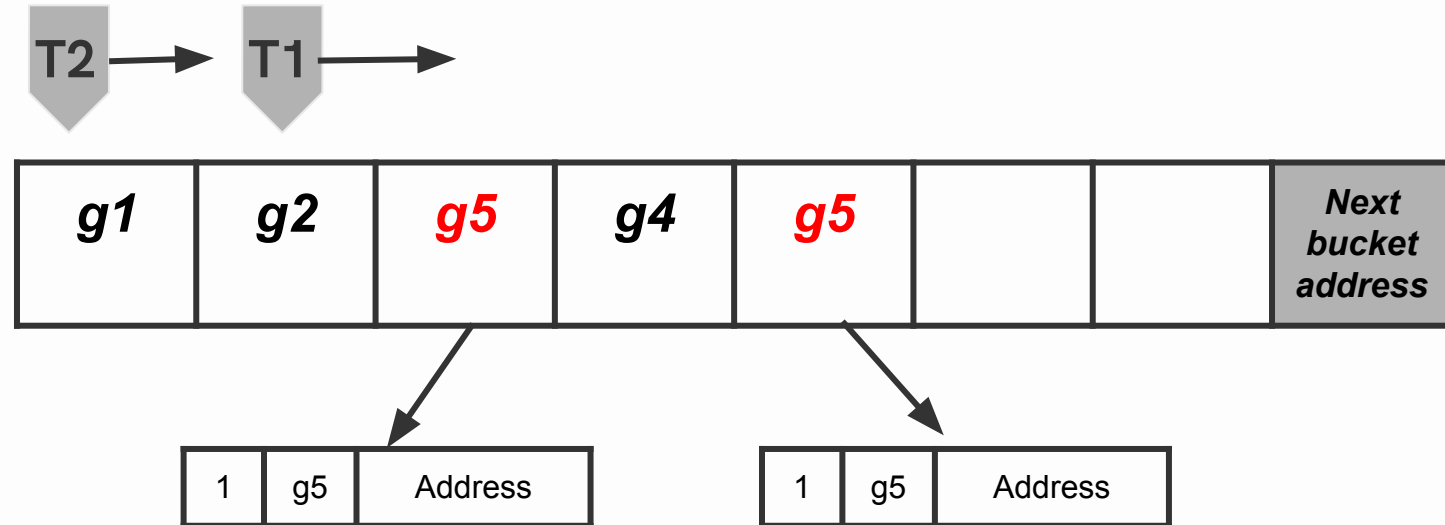 T2 T1
g1 g2 g5 g4 g5 Next
bucket
address
1 g5 Address 1 g5 Address